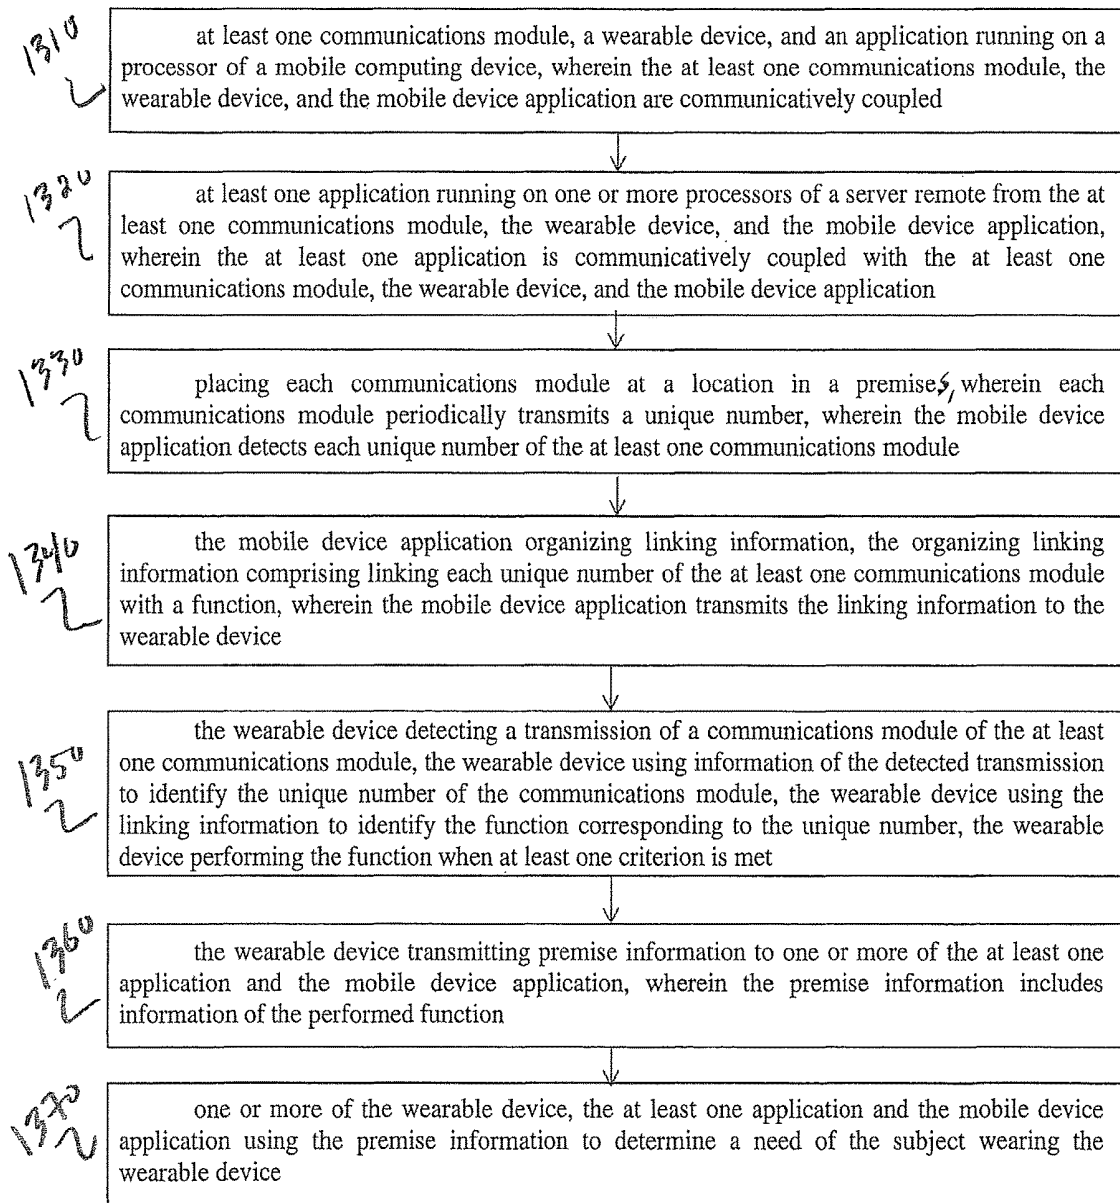 1310
at least one communications module, a wearable device, and an application running on a
processor of a mobile computing device, wherein the at least one communications module, the
wearable device, and the mobile device application are communicatively coupled
1320
at least one application running on one or more processors of a server remote from the at
least one communications module, the wearable device, and the mobile device application,
wherein the at least one application is communicatively coupled with the at least one
communications module, the wearable device, and the mobile device application
1330
placing each communications module at a location in a premises, wherein each
communications module periodically transmits a unique number, wherein the mobile device
application detects each unique number of the at least one communications module
1340
the mobile device application organizing linking information, the organizing linking
information comprising linking each unique number of the at least one communications module
with a function, wherein the mobile device application transmits the linking information to the
wearable device
1350
the wearable device detecting a transmission of a communications module of the at least
one communications module, the wearable device using information of the detected transmission
to identify the unique number of the communications module, the wearable device using the
linking information to identify the function corresponding to the unique number, the wearable
device performing the function when at least one criterion is met
1360
the wearable device transmitting premise information to one or more of the at least one
application and the mobile device application, wherein the premise information includes
information of the performed function
1370
one or more of the wearable device, the at least one application and the mobile device
application using the premise information to determine a need of the subject wearing the
wearable device